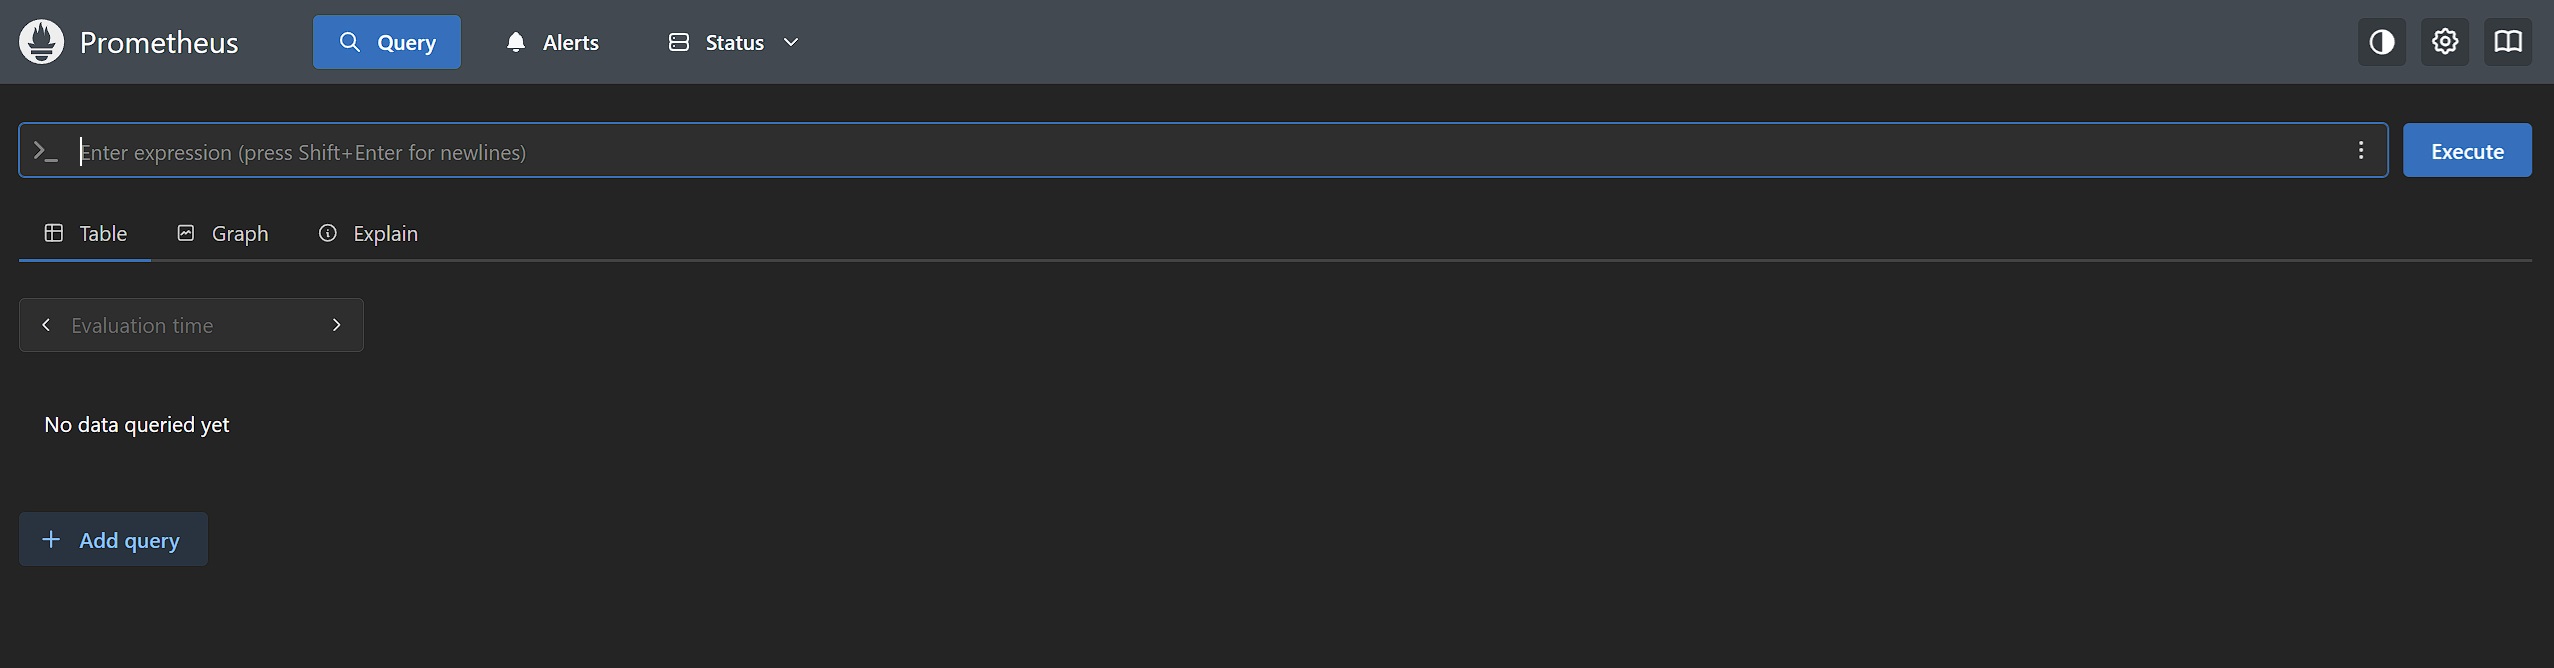 Prometheus Query Alerts Status
Enter expression (press Shift+Enter for newlines) Execute
Table Graph Explain
Evaluation time
No data queried yet
Add query